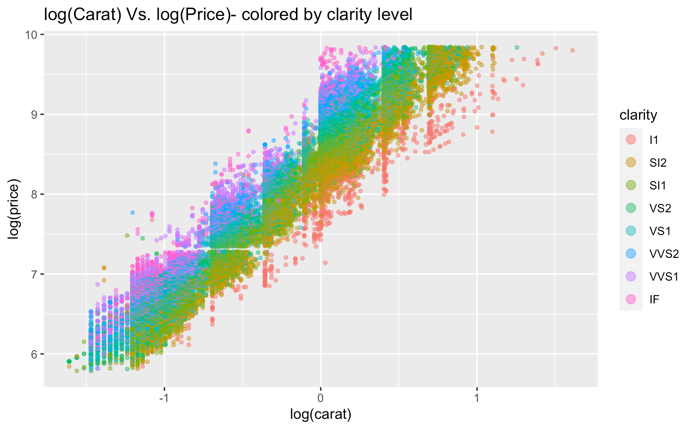 log(Carat) Vs. log(Price)- colored by clarity level
10
9
8
7
6
log(price)
-1
0
1
log(carat)
clarity
I1
SI2
SI1
VS2
VS1
VVS2
VVS1
IF